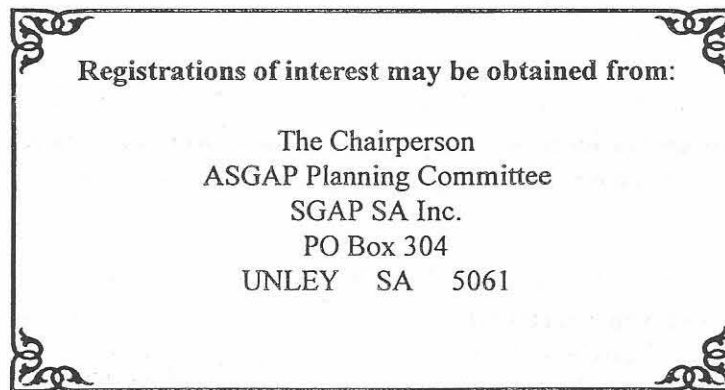 Registrations of interest may be obtained from:
The Chairperson
ASGAP Planning Committee
SGAP SA Inc.
PO Box 304
UNLEY SA 5061